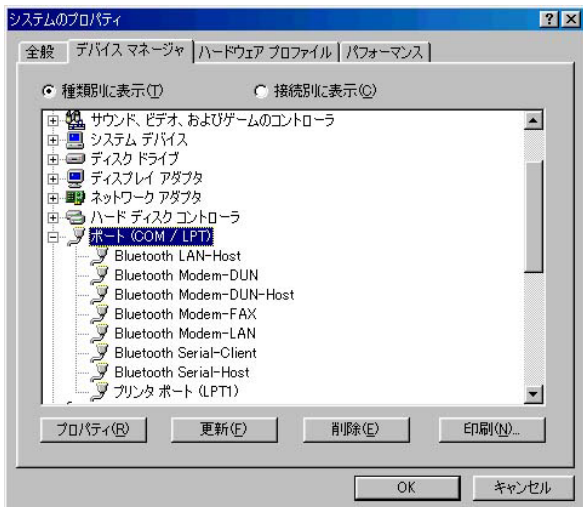 システムのプロパティ
全般 デバイス マネージャ ハードウェア プロファイル パフォーマンス
種類別に表示(T) 接続別に表示(C)
サウンド、ビデオ、およびゲームのコントローラ
システム デバイス
ディスク ドライブ
ディスプレイ アダプタ
ネットワーク アダプタ
ハード ディスク コントローラ
ポート (COM / LPT)
Bluetooth LAN-Host
Bluetooth Modem-DUN
Bluetooth Modem-DUN-Host
Bluetooth Modem-FAX
Bluetooth Modem-LAN
Bluetooth Serial-Client
Bluetooth Serial-Host
プリンタ ポート (LPT1)
プロパティ(R) 更新(F) 削除(E) 印刷(N)...
OK キャンセル